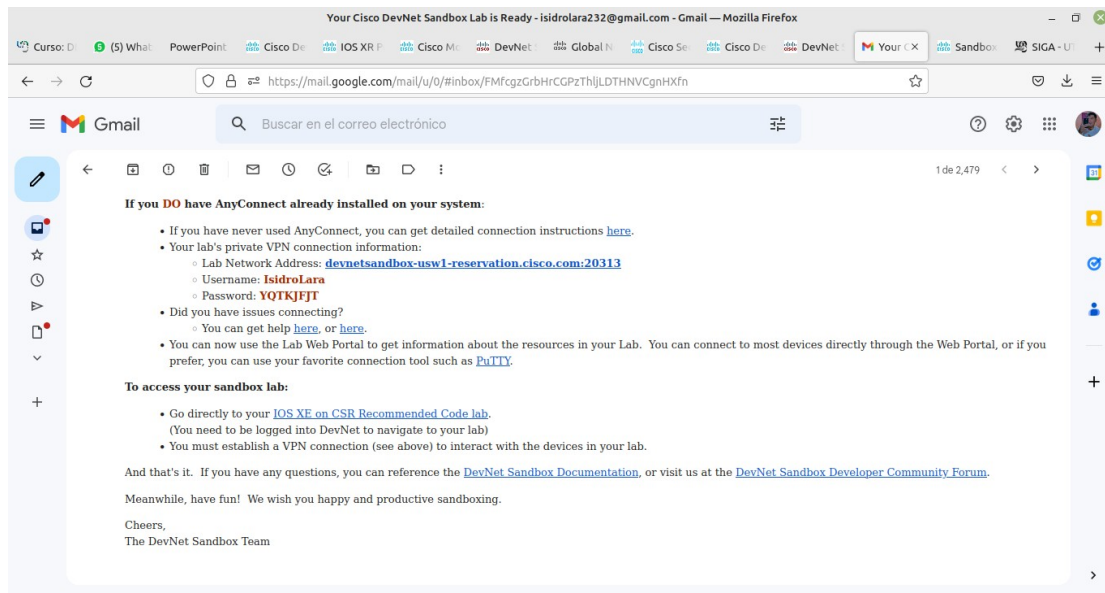 Your Cisco DevNet Sandbox Lab is Ready - isidrolara232@gmail.com - Gmail — Mozilla Firefox
Curso: D (5) What PowerPoint Cisco De IOS XR P Cisco Mo DevNet S Global N Cisco Se Cisco De DevNet S Your C Sandbox SIGA - U
https://mail.google.com/mail/u/0/#inbox/FMfcgzGrbHrCGPzThljLDTHNVCgnHXfn
Gmail
Buscar en el correo electrónico
1 de 2,479
If you DO have AnyConnect already installed on your system:
• If you have never used AnyConnect, you can get detailed connection instructions here.
• Your lab's private VPN connection information:
◦ Lab Network Address: devnetsandbox-usw1-reservation.cisco.com:20313
◦ Username: IsidroLara
◦ Password: YQTKJFJT
• Did you have issues connecting?
◦ You can get help here, or here.
• You can now use the Lab Web Portal to get information about the resources in your Lab. You can connect to most devices directly through the Web Portal, or if you
prefer, you can use your favorite connection tool such as PuTTY.
To access your sandbox lab:
• Go directly to your IOS XE on CSR Recommended Code lab.
(You need to be logged into DevNet to navigate to your lab)
• You must establish a VPN connection (see above) to interact with the devices in your lab.
And that's it. If you have any questions, you can reference the DevNet Sandbox Documentation, or visit us at the DevNet Sandbox Developer Community Forum.
Meanwhile, have fun! We wish you happy and productive sandboxing.
Cheers,
The DevNet Sandbox Team